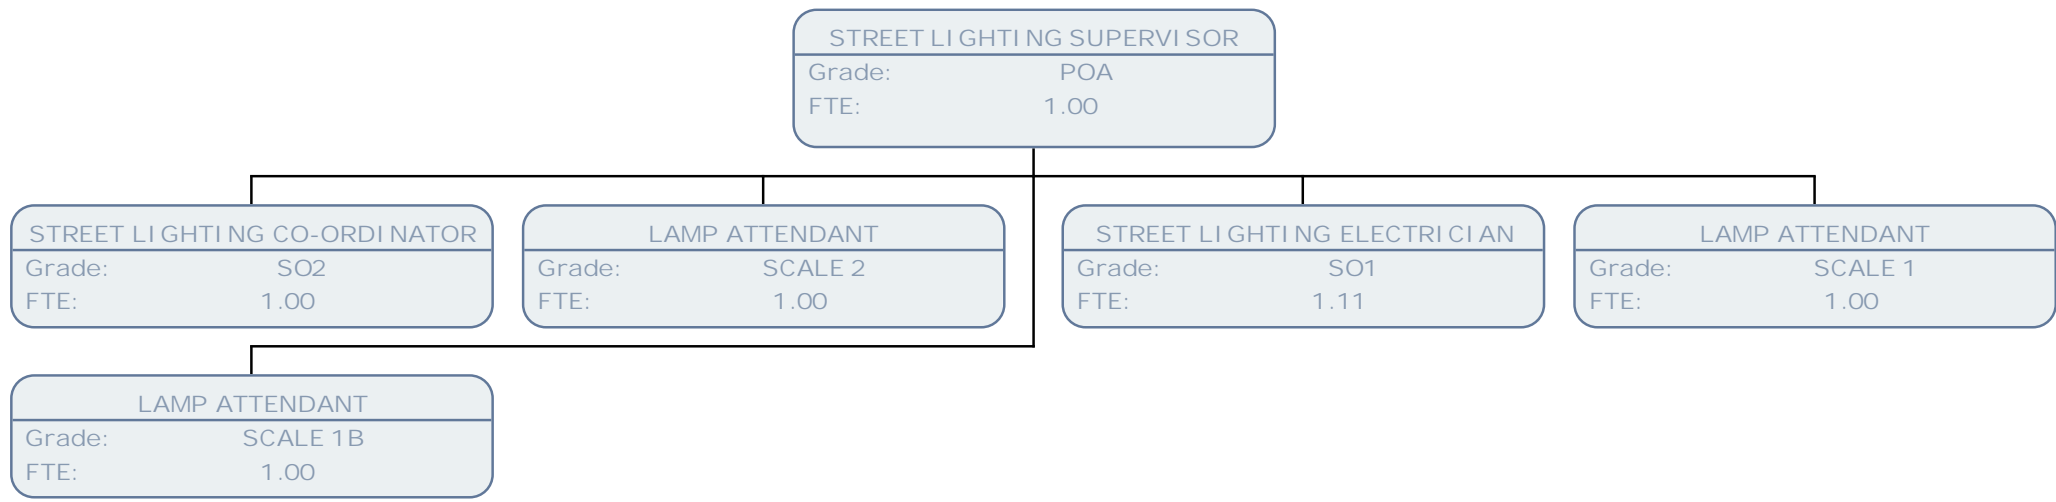 STREET LIGHTING SUPERVISOR
Grade: POA
FTE: 1.00
STREET LIGHTING CO-ORDINATOR
Grade: SO2
FTE: 1.00
LAMP ATTENDANT
Grade: SCALE 2
FTE: 1.00
STREET LIGHTING ELECTRICIAN
Grade: SO1
FTE: 1.11
LAMP ATTENDANT
Grade: SCALE 1
FTE: 1.00
LAMP ATTENDANT
Grade: SCALE 1B
FTE: 1.00